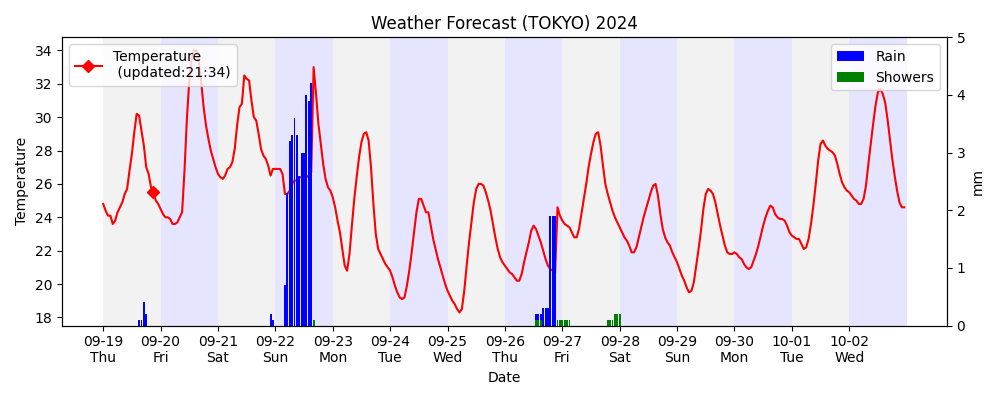 Weather Forecast (TOKYO) 2024
Temperature
(updated:21:34)
Rain
Showers
Temperature
34
32
30
28
26
24
22
20
18
5
4
3
2
1
0
mm
09-19 09-20 09-21 09-22 09-23 09-24 09-25 09-26 09-27 09-28 09-29 09-30 10-01 10-02
Thu Fri Sat Sun Mon Tue Wed Thu Fri Sat Sun Mon Tue Wed
Date